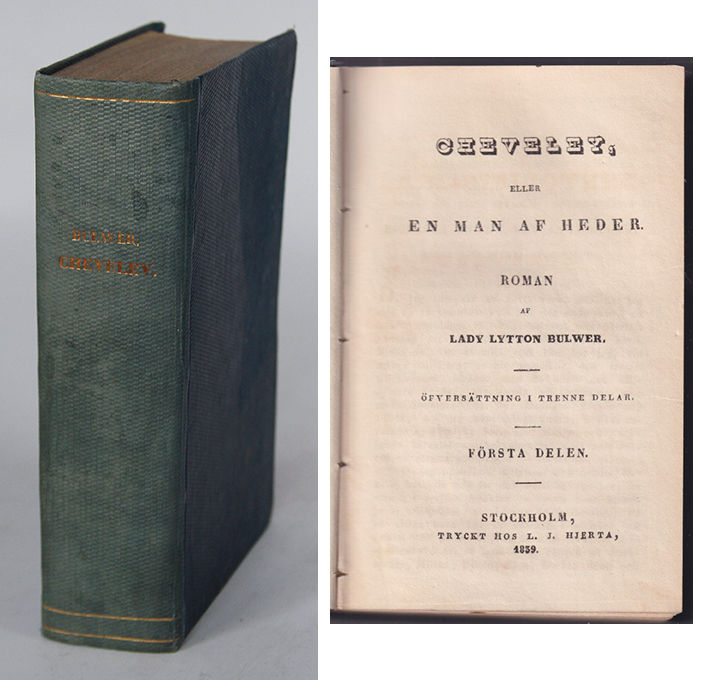 BULWER.
CHEVELEY.
CHEVELEY,
ELLER
EN MAN AF HEDER.
ROMAN
AF
LADY LYTTON BULWER.
ÖFVERSÄTTNING I TRENNE DELAR.
FÖRSTA DELEN.
STOCKHOLM,
TRYCKT HOS L. J. HJERTA,
1839.